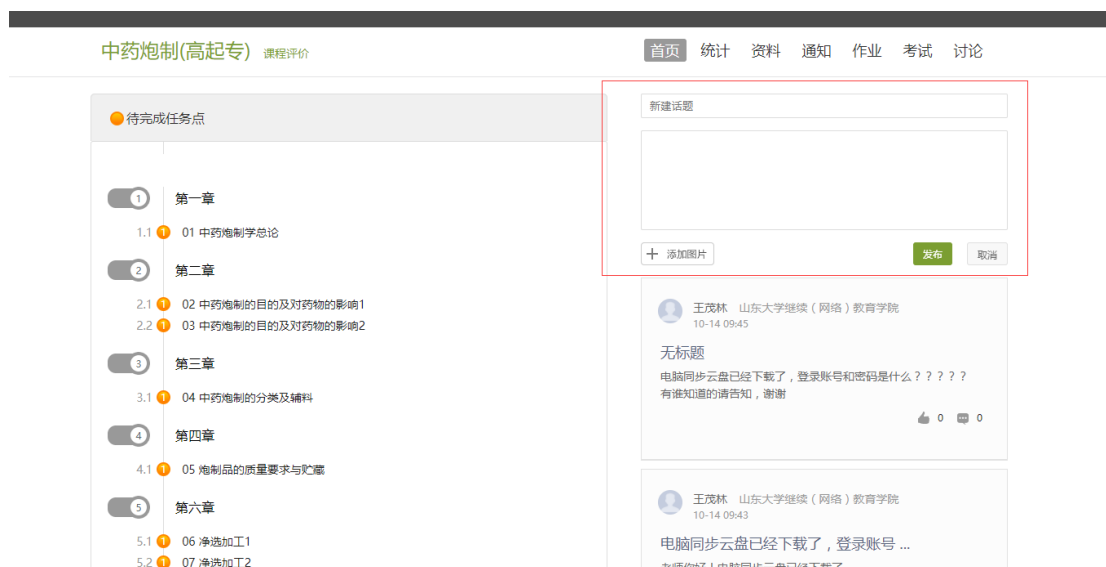 中药炮制(高起专) 课程评价
首页 统计 资料 通知 作业 考试 讨论
待完成任务点
1 第一章
1.1 1 01 中药炮制学总论
2 第二章
2.1 1 02 中药炮制的目的及对药物的影响1
2.2 1 03 中药炮制的目的及对药物的影响2
3 第三章
3.1 1 04 中药炮制的分类及辅料
4 第四章
4.1 1 05 炮制品的质量要求与贮藏
5 第六章
5.1 1 06 净选加工1
5.2 1 07 净选加工2
新建话题
添加图片 发布 取消
王茂林 山东大学继续（网络）教育学院
10-14 09:45
无标题
电脑同步云盘已经下载了，登录账号和密码是什么？？？？？
有谁知道的请告知，谢谢
0 0
王茂林 山东大学继续（网络）教育学院
10-14 09:43
电脑同步云盘已经下载了，登录账号 ...